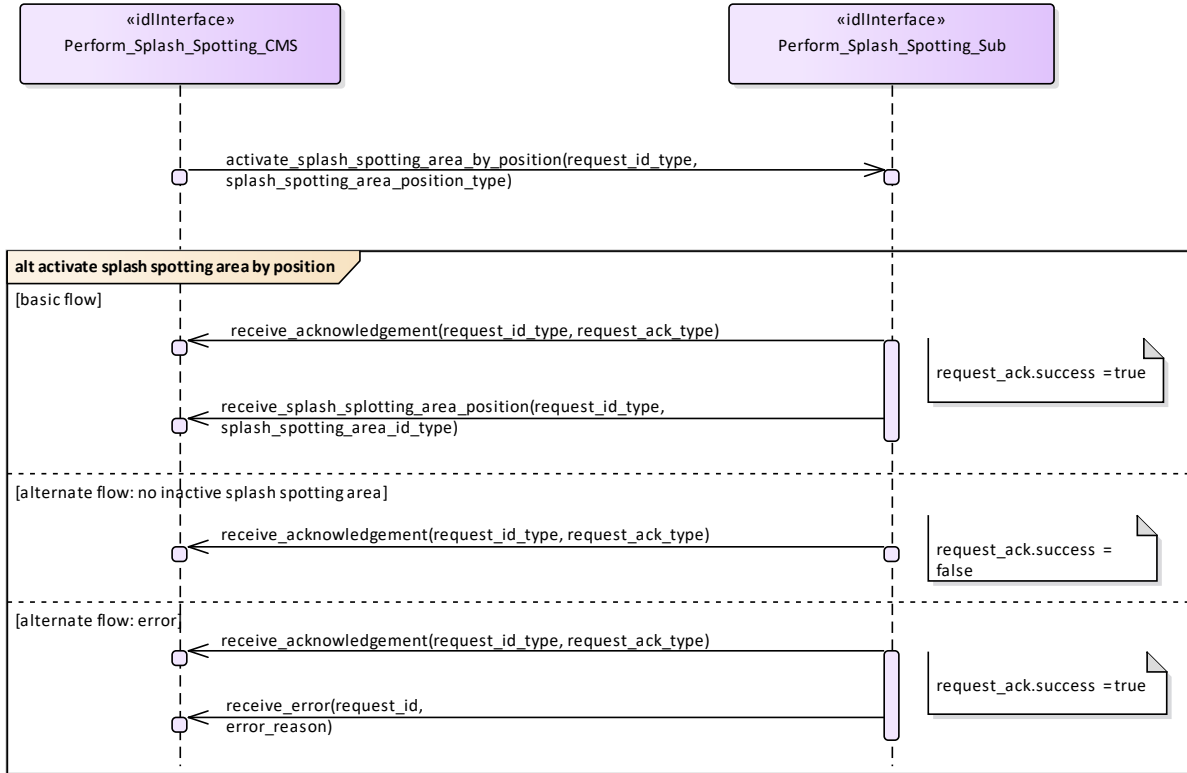 «idlInterface»
Perform_Splash_Spotting_CMS
«idlInterface»
Perform_Splash_Spotting_Sub
activate_splash_spotting_area_by_position(request_id_type,
splash_spotting_area_position_type)
alt activate splash spotting area by position
[basic flow]
receive_acknowledgement(request_id_type, request_ack_type)
request_ack.success =true
receive_splash_splotting_area_position(request_id_type,
splash_spotting_area_id_type)
[alternate flow: no inactive splash spotting area]
receive_acknowledgement(request_id_type, request_ack_type)
request_ack.success =
false
[alternate flow: error]
receive_acknowledgement(request_id_type, request_ack_type)
request_ack.success =true
receive_error(request_id,
error_reason)